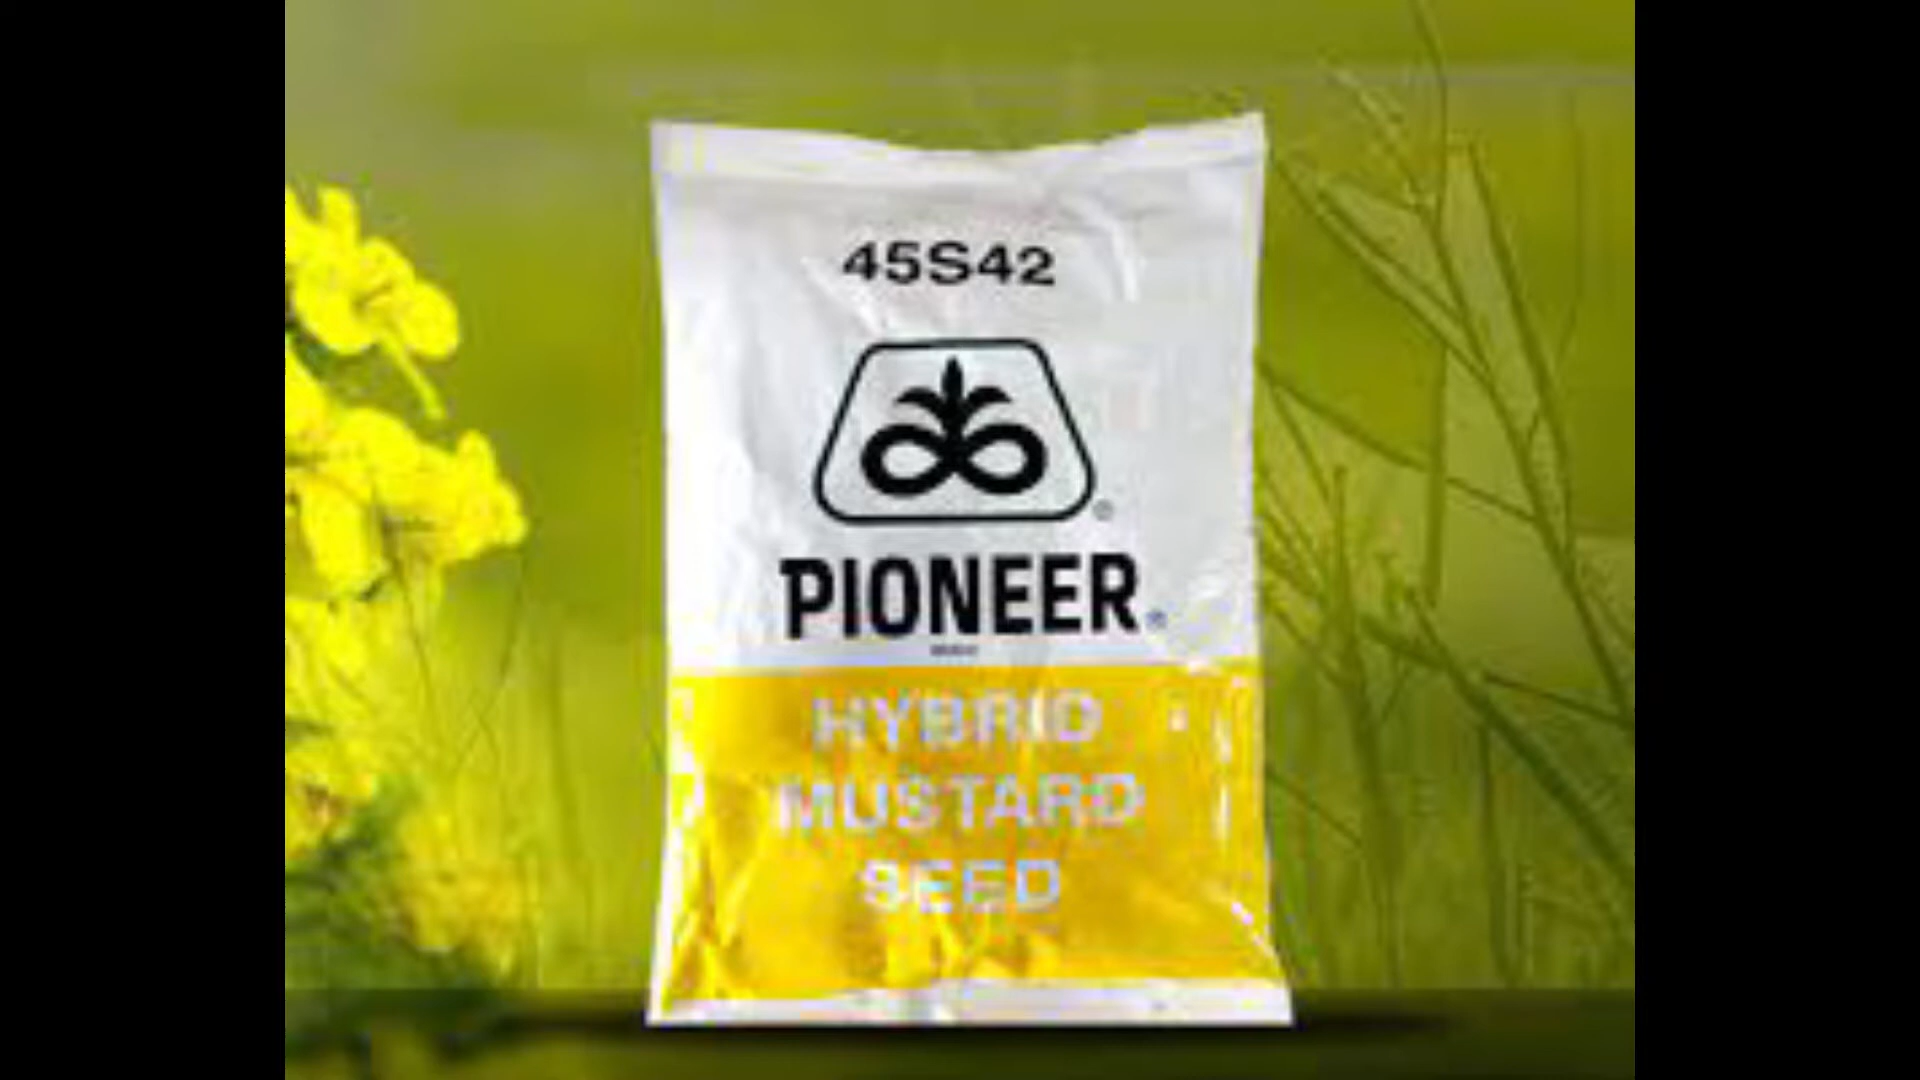 45S42
PIONEER
HYBRID
MUSTARD
SEED